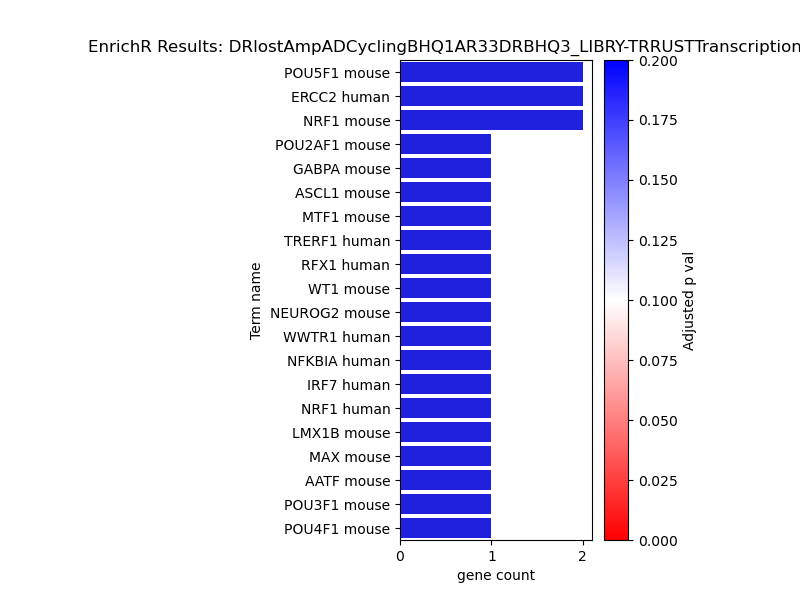 EnrichR Results: DRlostAmpADCyclingBHQ1AR33DRBHQ3_LIBRY-TRRUSTTranscription
POU5F1 mouse
ERCC2 human
NRF1 mouse
POU2AF1 mouse
GABPA mouse
ASCL1 mouse
MTF1 mouse
TRERF1 human
RFX1 human
WT1 mouse
NEUROG2 mouse
WWTR1 human
NFKBIA human
IRF7 human
NRF1 human
LMX1B mouse
MAX mouse
AATF mouse
POU3F1 mouse
POU4F1 mouse
Term name
0 1 2
gene count
0.200
0.175
0.150
0.125
0.100
0.075
0.050
0.025
0.000
Adjusted p val